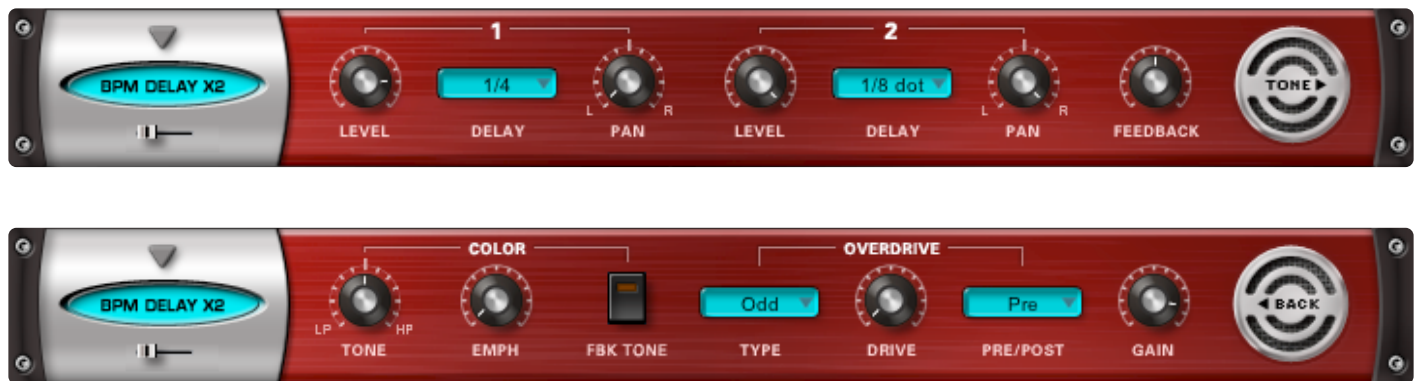 1
2
BPM DELAY X2
1/4
1/8 dot
TONE
L R
L R
LEVEL DELAY PAN LEVEL DELAY PAN FEEDBACK
COLOR OVERDRIVE
BPM DELAY X2
Odd
Pre
BACK
LP HP
TONE EMPH FBK TONE TYPE DRIVE PRE/POST GAIN